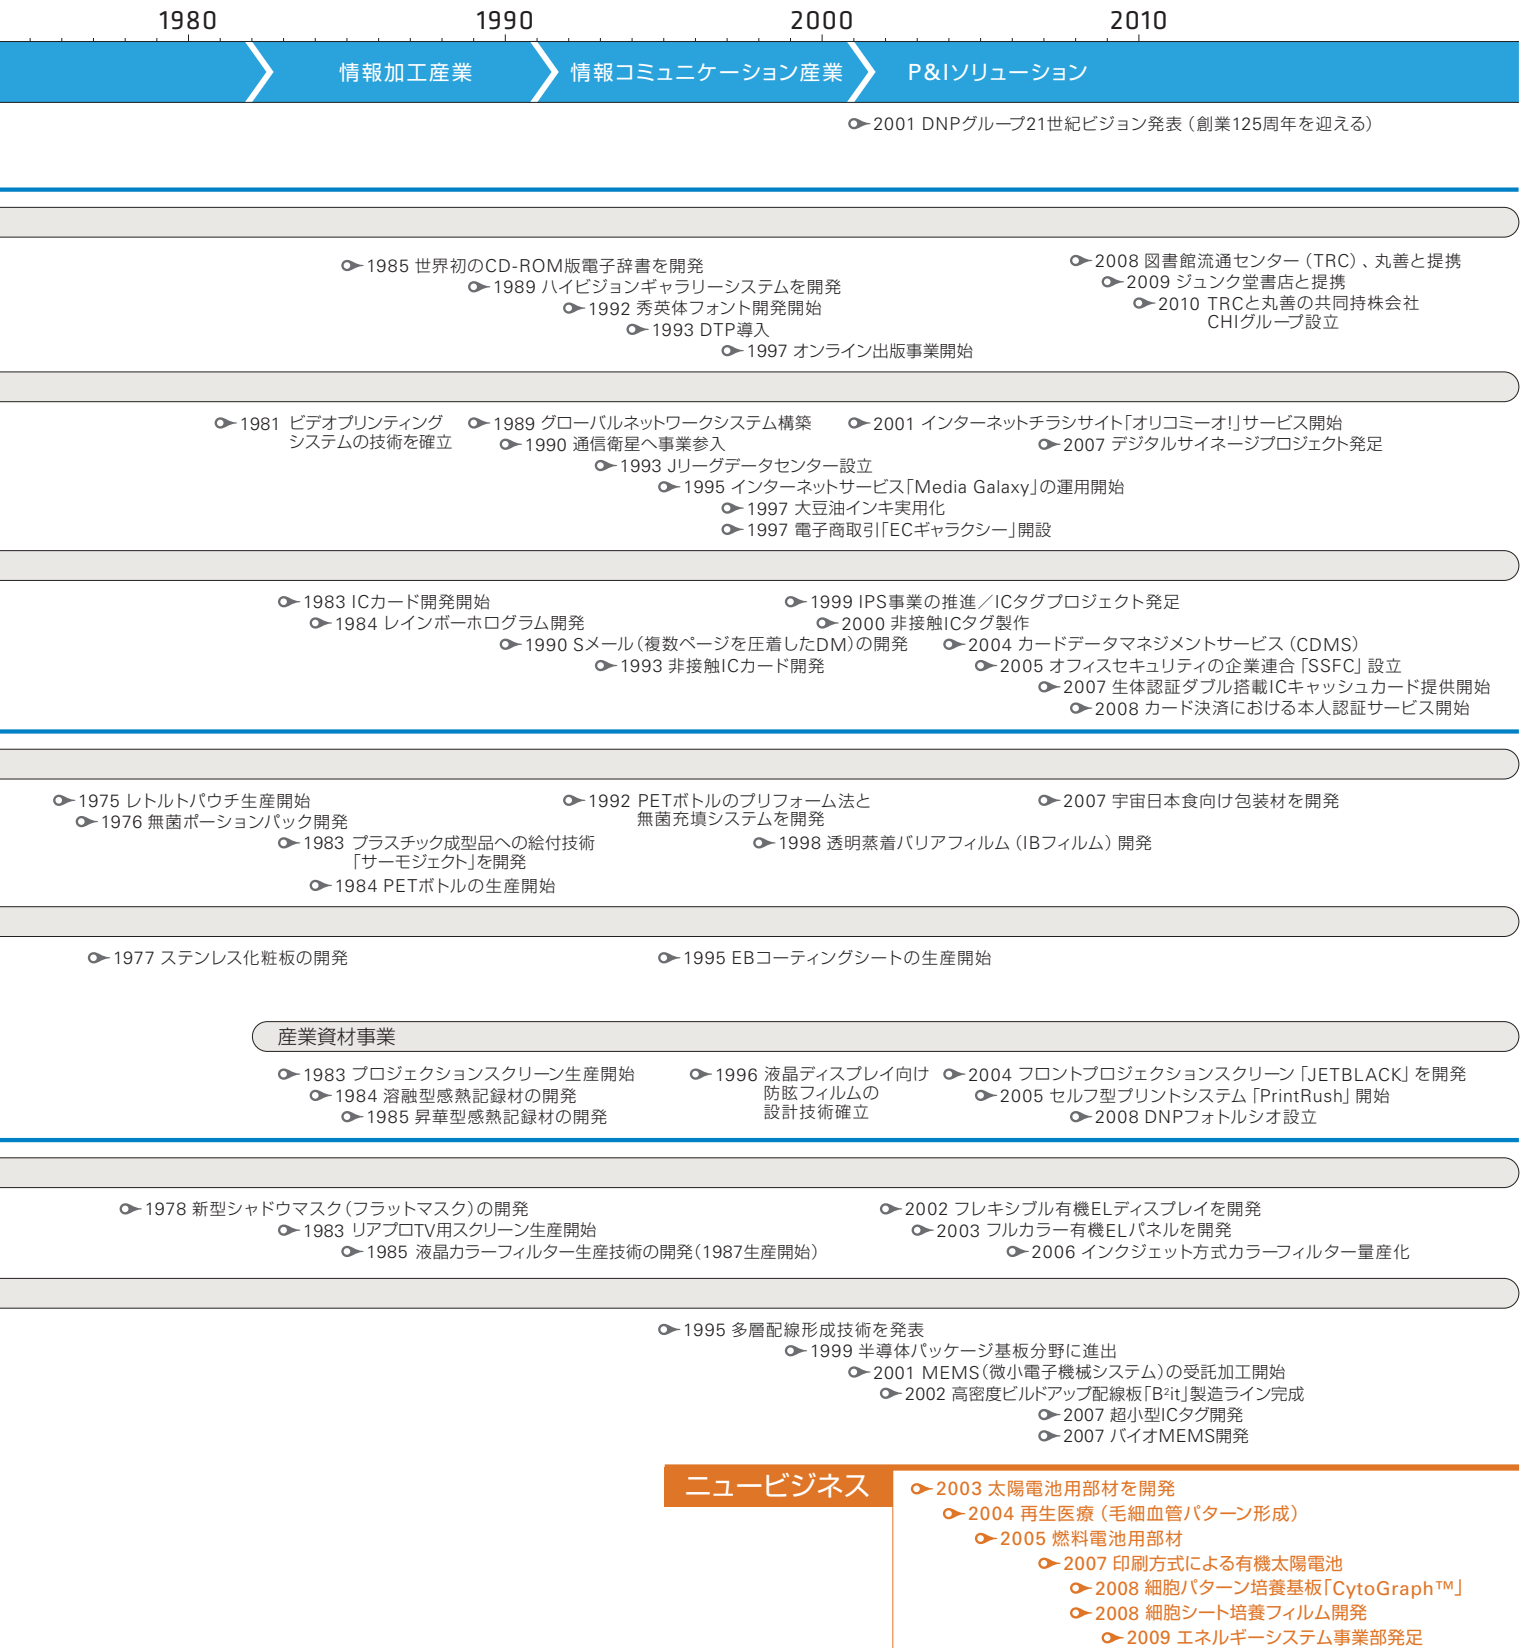 1980 1990 2000 2010
情報加工産業 情報コミュニケーション産業 P&Iソリューション
2001 DNPグループ21世紀ビジョン発表（創業125周年を迎える）
1985 世界初のCD-ROM版電子辞書を開発
1989 ハイビジョンギャラリーシステムを開発
1992 秀英体フォント開発開始
1993 DTP導入
1997 オンライン出版事業開始
2008 図書館流通センター（TRC）、丸善と提携
2009 ジュンク堂書店と提携
2010 TRCと丸善の共同持株会社
CHIグループ設立
1981 ビデオプリンティング
システムの技術を確立
1989 グローバルネットワークシステム構築
1990 通信衛星へ事業参入
1993 Jリーグデータセンター設立
1995 インターネットサービス「Media Galaxy」の運用開始
1997 大豆油インキ実用化
1997 電子商取引「ECギャラクシー」開設
2001 インターネットチラシサイト「オリコミーオ!」サービス開始
2007 デジタルサイネージプロジェクト発足
1983 ICカード開発開始
1984 レインボーホログラム開発
1990 Sメール（複数ページを圧着したDM）の開発
1993 非接触ICカード開発
1999 IPS事業の推進／ICタグプロジェクト発足
2000 非接触ICタグ製作
2004 カードデータマネジメントサービス（CDMS）
2005 オフィスセキュリティの企業連合「SSFC」設立
2007 生体認証ダブル搭載ICキャッシュカード提供開始
2008 カード決済における本人認証サービス開始
1975 レトルトパウチ生産開始
1976 無菌ポーションパック開発
1983 プラスチック成型品への絵付技術
「サーモジェクト」を開発
1984 PETボトルの生産開始
1992 PETボトルのプリフォーム法と
無菌充填システムを開発
1998 透明蒸着バリアフィルム（IBフィルム）開発
2007 宇宙日本食向け包装材を開発
1977 ステンレス化粧板の開発
1995 EBコーティングシートの生産開始
産業資材事業
1983 プロジェクションスクリーン生産開始
1984 溶融型感熱記録材の開発
1985 昇華型感熱記録材の開発
1996 液晶ディスプレイ向け
防眩フィルムの
設計技術確立
2004 フロントプロジェクションスクリーン「JETBLACK」を開発
2005 セルフ型プリントシステム「PrintRush」開始
2008 DNPフォトルシオ設立
1978 新型シャドウマスク（フラットマスク）の開発
1983 リアプロTV用スクリーン生産開始
1985 液晶カラーフィルター生産技術の開発（1987生産開始）
2002 フレキシブル有機ELディスプレイを開発
2003 フルカラー有機ELパネルを開発
2006 インクジェット方式カラーフィルター量産化
1995 多層配線形成技術を発表
1999 半導体パッケージ基板分野に進出
2001 MEMS（微小電子機械システム）の受託加工開始
2002 高密度ビルドアップ配線板「B²it」製造ライン完成
2007 超小型ICタグ開発
2007 バイオMEMS開発
ニュービジネス
2003 太陽電池用部材を開発
2004 再生医療（毛細血管パターン形成）
2005 燃料電池用部材
2007 印刷方式による有機太陽電池
2008 細胞パターン培養基板「CytoGraph™」
2008 細胞シート培養フィルム開発
2009 エネルギーシステム事業部発足